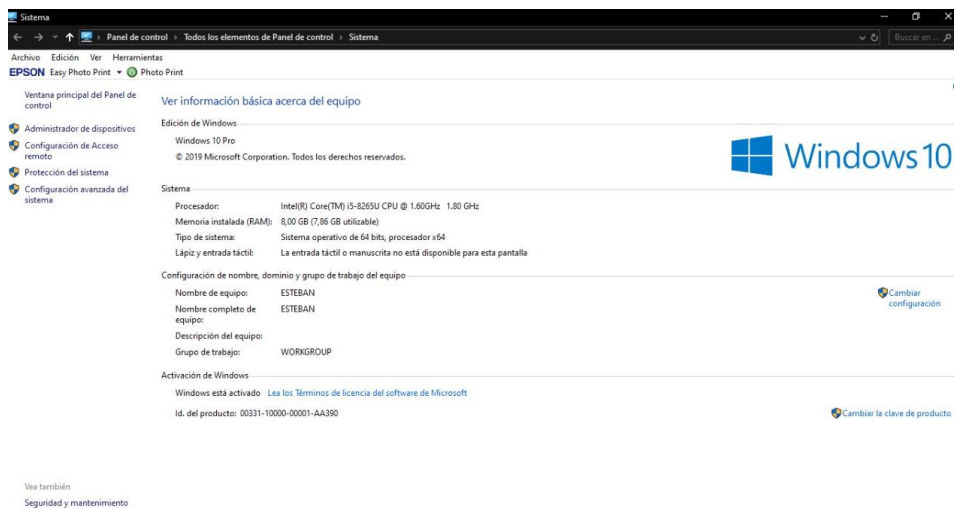 Sistema
Panel de control › Todos los elementos de Panel de control › Sistema
Buscar en ...
Archivo Edición Ver Herramientas
EPSON Easy Photo Print Photo Print
Ventana principal del Panel de
control
Administrador de dispositivos
Configuración de Acceso
remoto
Protección del sistema
Configuración avanzada del
sistema
Ver información básica acerca del equipo
Edición de Windows
Windows 10 Pro
© 2019 Microsoft Corporation. Todos los derechos reservados.
Windows 10
Sistema
Procesador: Intel(R) Core(TM) i5-8265U CPU @ 1.60GHz 1.80 GHz
Memoria instalada (RAM): 8,00 GB (7,86 GB utilizable)
Tipo de sistema: Sistema operativo de 64 bits, procesador x64
Lápiz y entrada táctil: La entrada táctil o manuscrita no está disponible para esta pantalla
Configuración de nombre, dominio y grupo de trabajo del equipo
Nombre de equipo: ESTEBAN
Cambiar
configuración
Nombre completo de
equipo:
ESTEBAN
Descripción del equipo:
Grupo de trabajo: WORKGROUP
Activación de Windows
Windows está activado Lea los Términos de licencia del software de Microsoft
Id. del producto: 00331-10000-00001-AA390
Cambiar la clave de producto
Vea también
Seguridad y mantenimiento